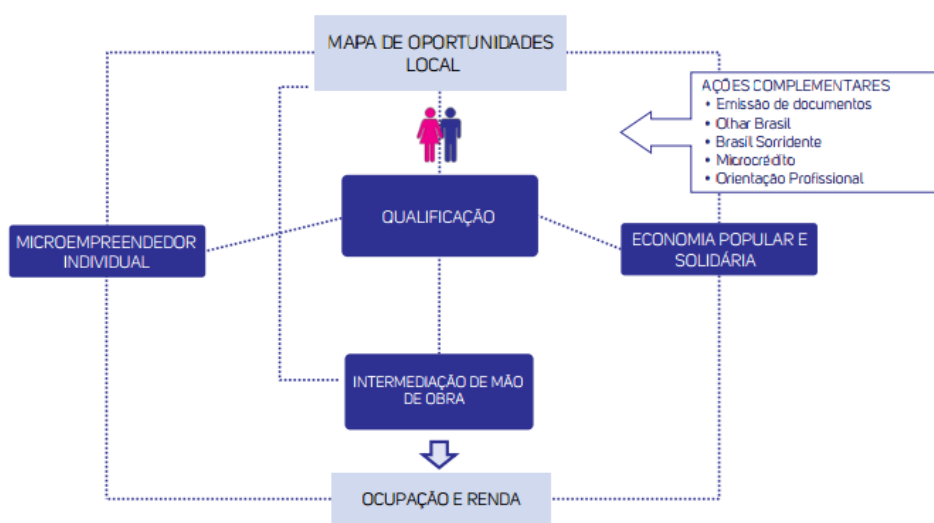 MAPA DE OPORTUNIDADES
LOCAL
AÇÕES COMPLEMENTARES
• Emissão de documentos
• Olhar Brasil
• Brasil Sorridente
• Microcrédito
• Orientação Profissional
QUALIFICAÇÃO
MICROEMPREENDEDOR
INDIVIDUAL
ECONOMIA POPULAR E
SOLIDÁRIA
INTERMEDIAÇÃO DE MÃO
DE OBRA
OCUPAÇÃO E RENDA